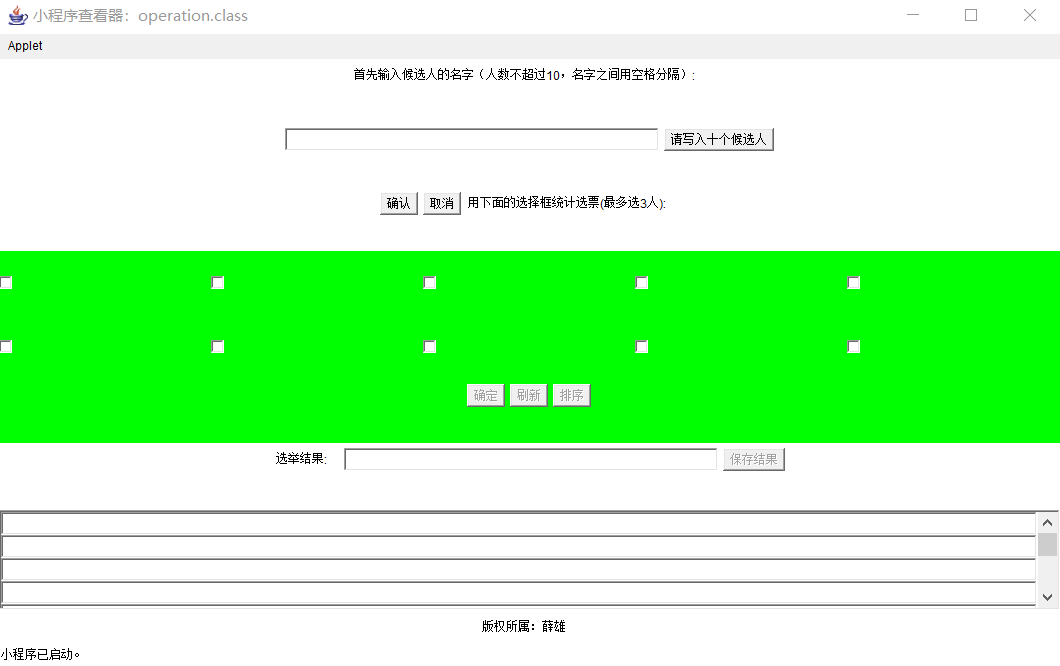 小程序查看器：operation.class
Applet
首先输入候选人的名字（人数不超过10，名字之间用空格分隔）:
请写入十个候选人
确认 取消 用下面的选择框统计选票(最多选3人):
确定 刷新 排序
选举结果: 保存结果
版权所属：薛雄
小程序已启动。